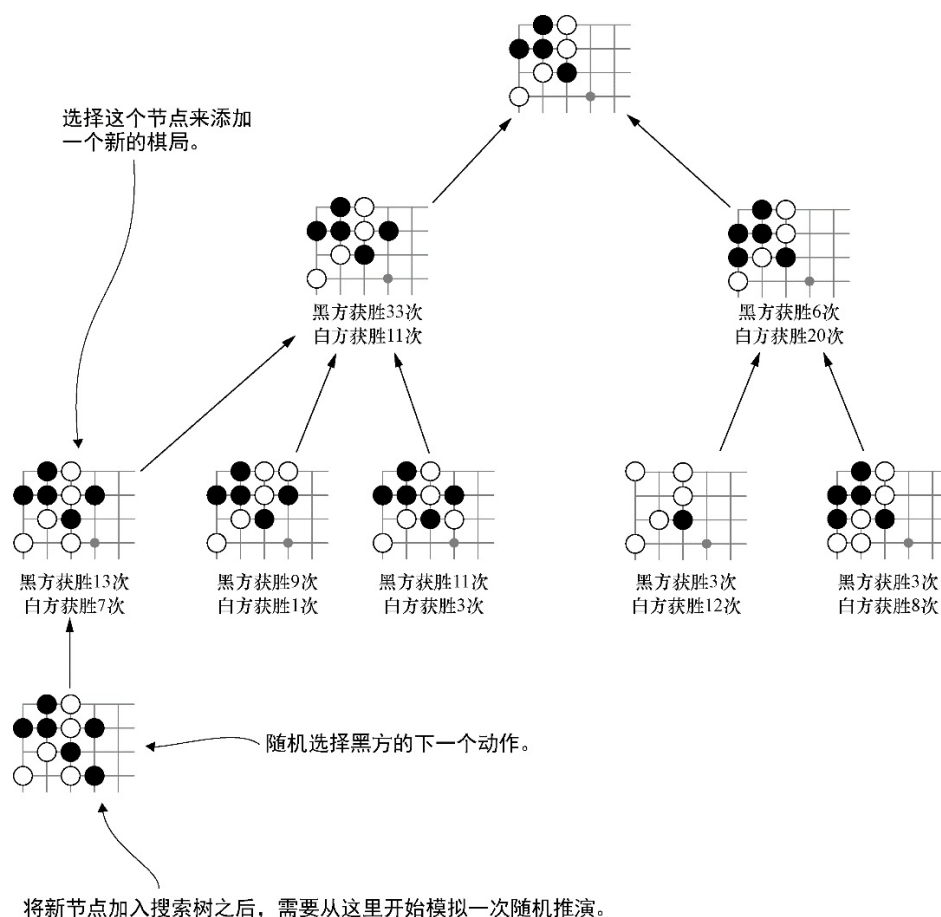 选择这个节点来添加
一个新的棋局。
黑方获胜33次
白方获胜11次
黑方获胜6次
白方获胜20次
黑方获胜13次
白方获胜7次
黑方获胜9次
白方获胜1次
黑方获胜11次
白方获胜3次
黑方获胜3次
白方获胜12次
黑方获胜3次
白方获胜8次
随机选择黑方的下一个动作。
将新节点加入搜索树之后，需要从这里开始模拟一次随机推演。